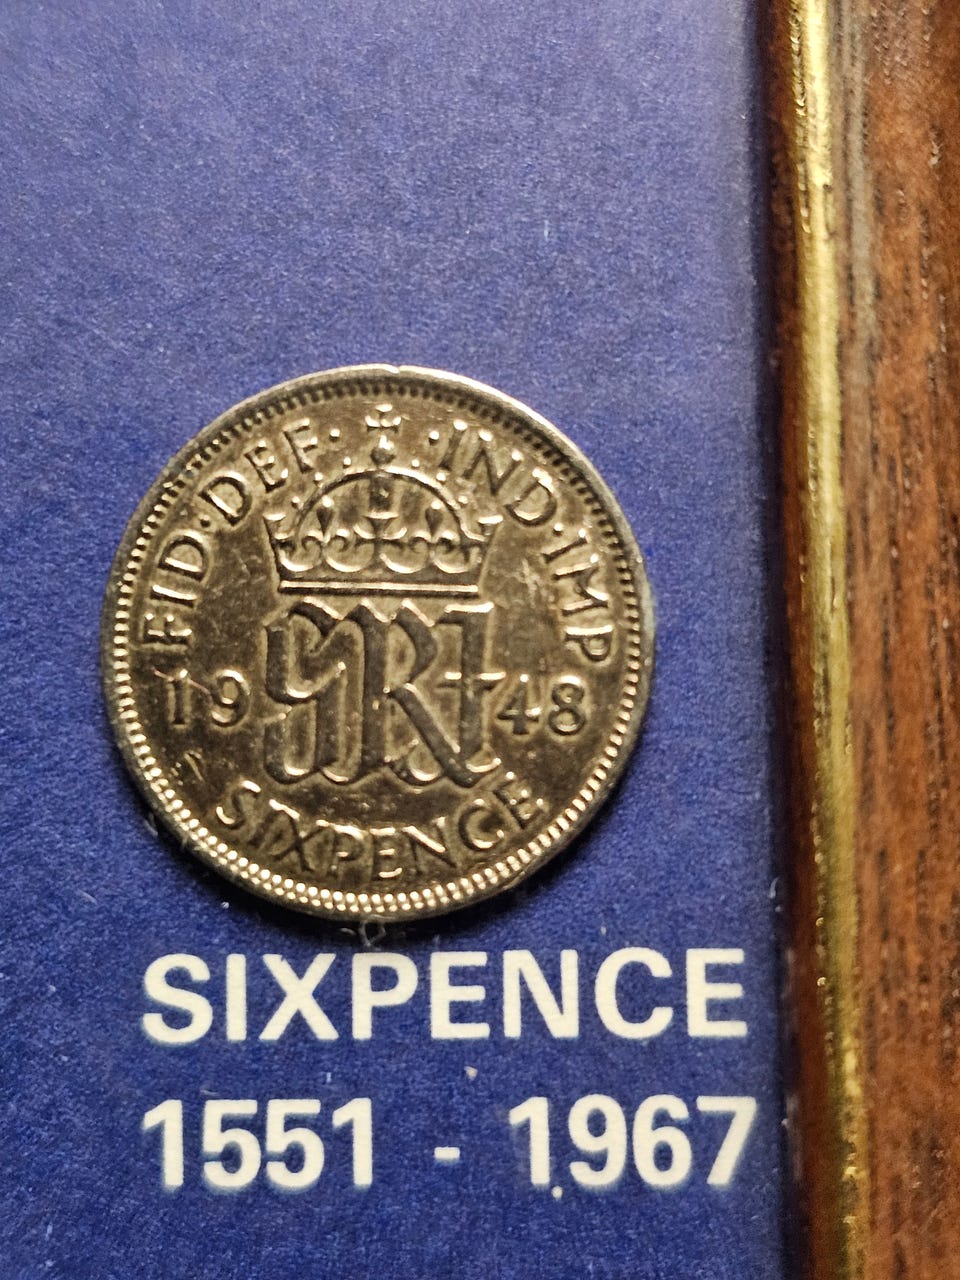 FID·DEF· ·IND·IMP
GRI
1948
SIXPENCE
SIXPENCE
1551 - 1967